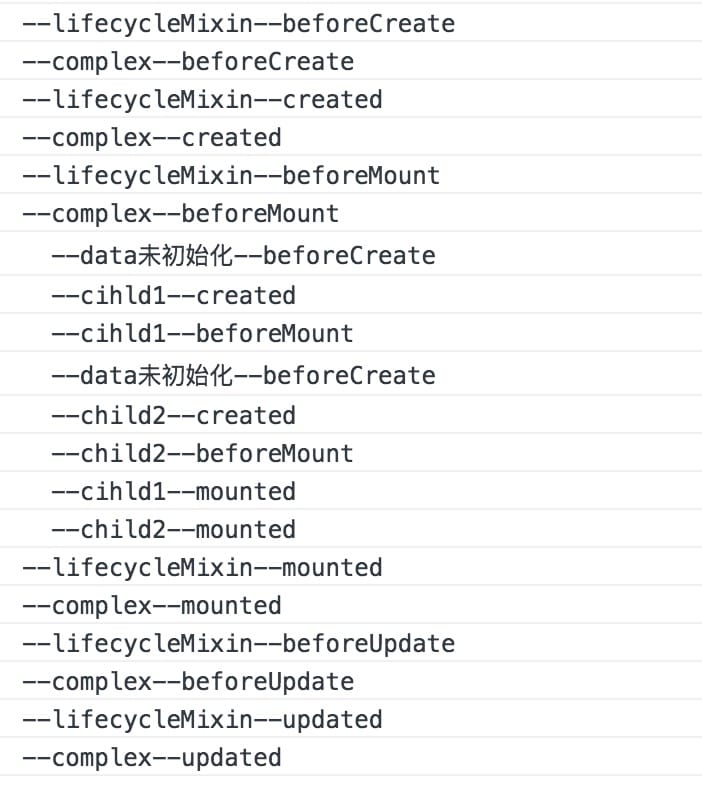 --lifecycleMixin--beforeCreate
--complex--beforeCreate
--lifecycleMixin--created
--complex--created
--lifecycleMixin--beforeMount
--complex--beforeMount
--data未初始化--beforeCreate
--cihld1--created
--cihld1--beforeMount
--data未初始化--beforeCreate
--child2--created
--child2--beforeMount
--cihld1--mounted
--child2--mounted
--lifecycleMixin--mounted
--complex--mounted
--lifecycleMixin--beforeUpdate
--complex--beforeUpdate
--lifecycleMixin--updated
--complex--updated